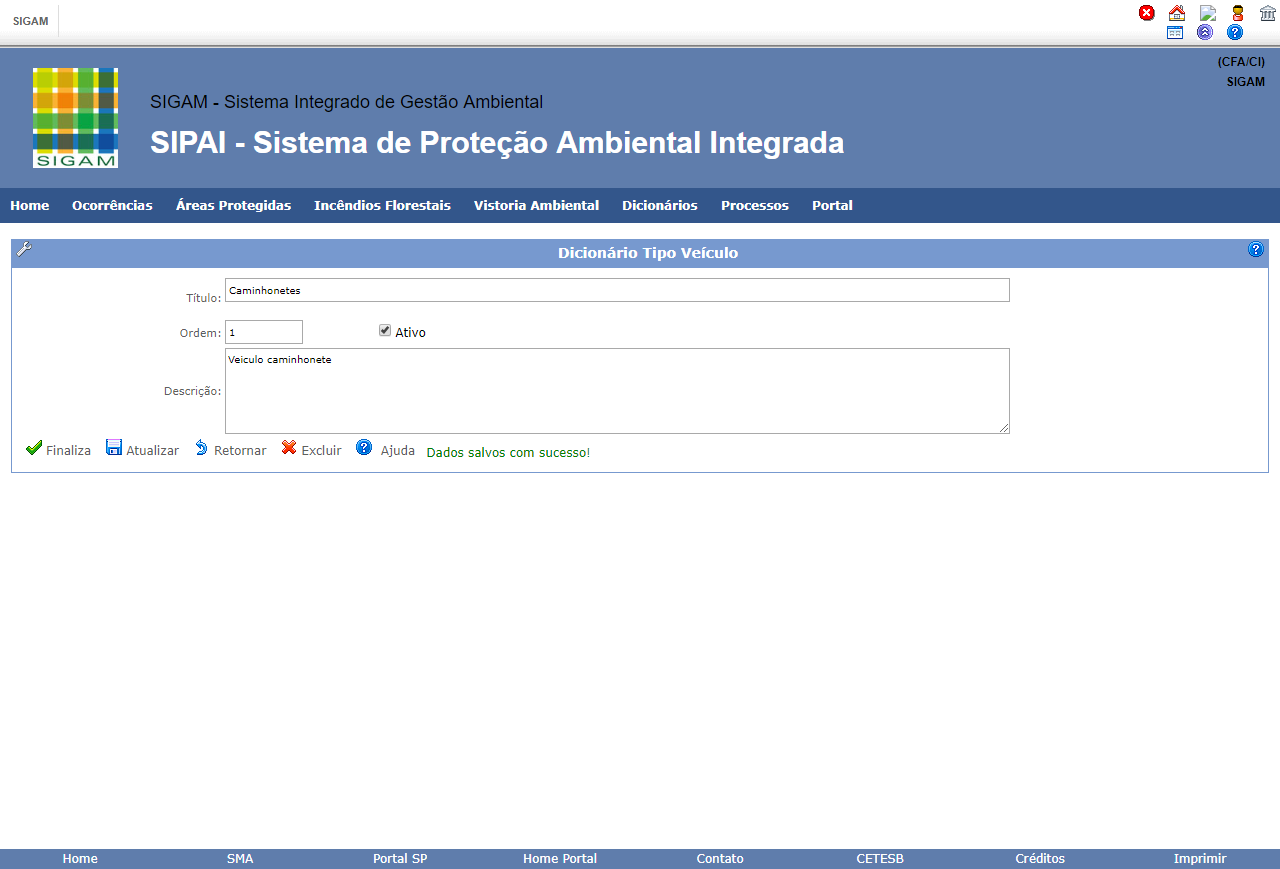 SIGAM
(CFA/CI)
SIGAM
SIGAM
SIGAM - Sistema Integrado de Gestão Ambiental
SIPAI - Sistema de Proteção Ambiental Integrada
Home Ocorrências Áreas Protegidas Incêndios Florestais Vistoria Ambiental Dicionários Processos Portal
Dicionário Tipo Veículo
Título: Caminhonetes
Ordem: 1 Ativo
Descrição: Veiculo caminhonete
Finaliza Atualizar Retornar Excluir Ajuda Dados salvos com sucesso!
Home SMA Portal SP Home Portal Contato CETESB Créditos Imprimir